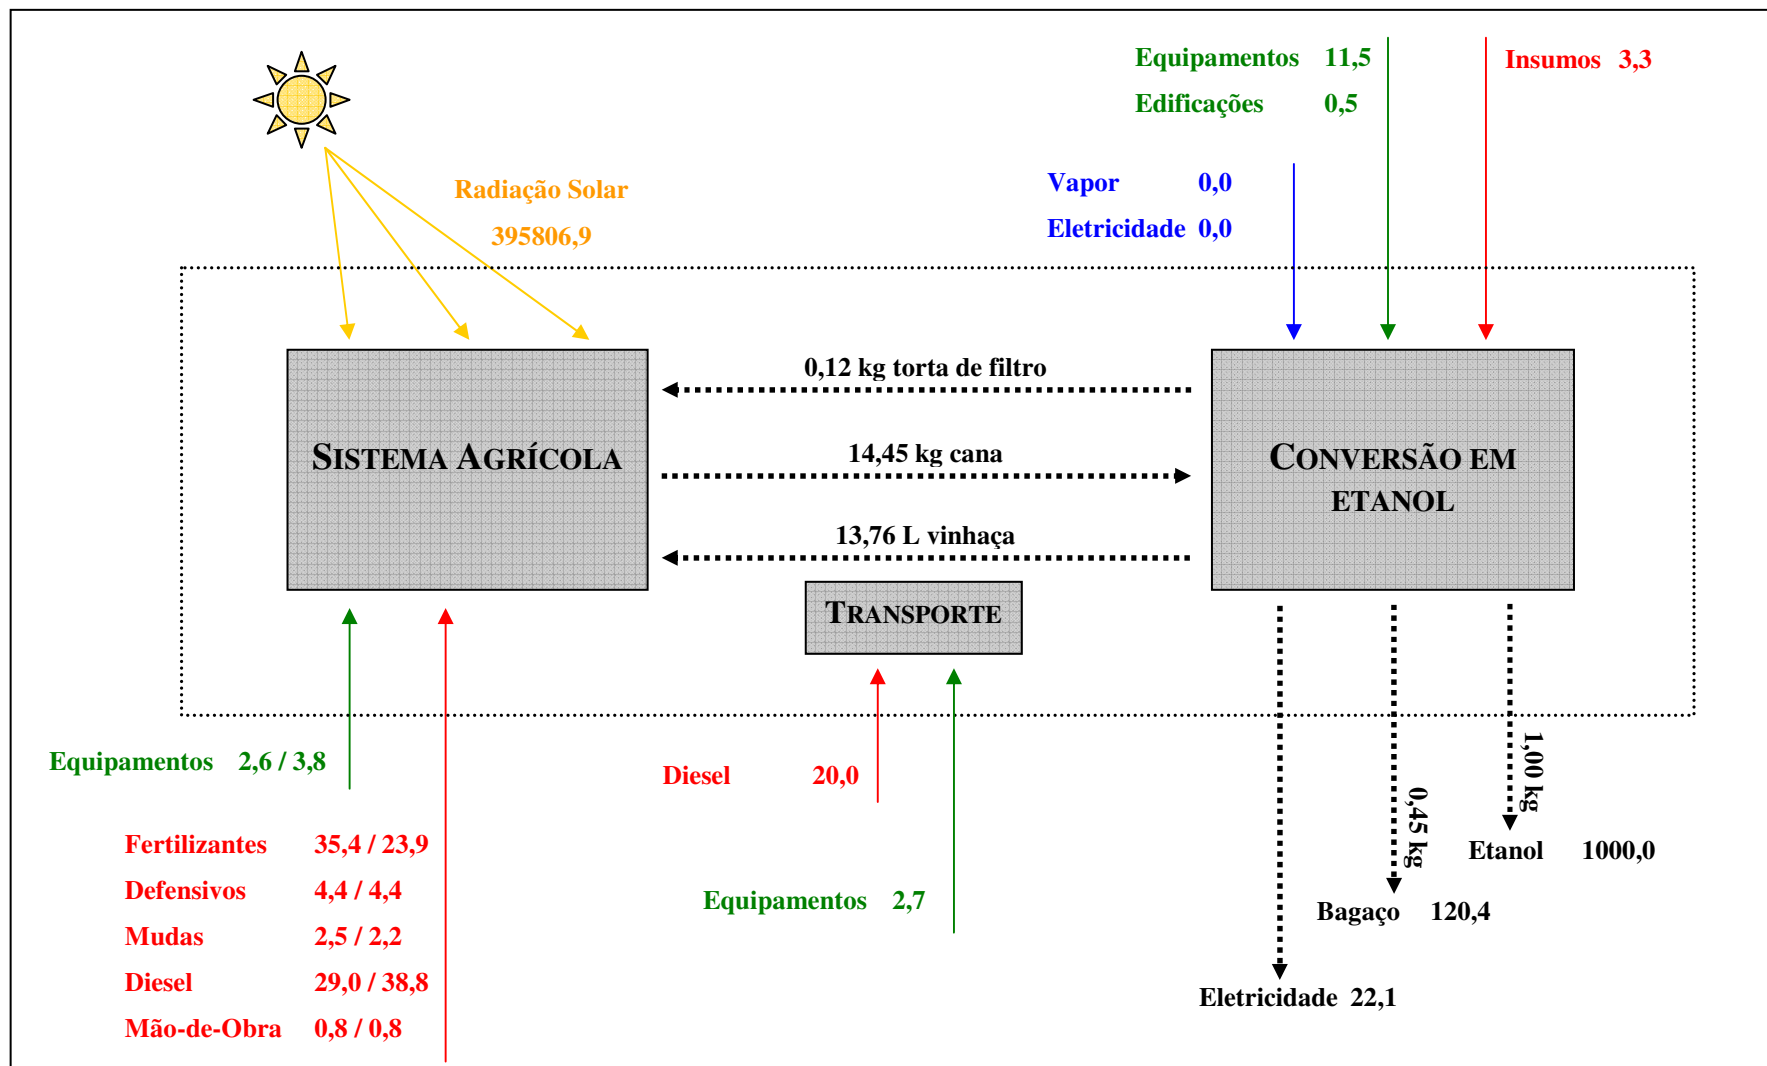 Equipamentos 11,5
Edificações 0,5
Insumos 3,3
Radiação Solar
395806,9
Vapor 0,0
Eletricidade 0,0
0,12 kg torta de filtro
SISTEMA AGRÍCOLA
14,45 kg cana
CONVERSÃO EM
ETANOL
13,76 L vinhaça
TRANSPORTE
Equipamentos 2,6 / 3,8
Fertilizantes 35,4 / 23,9
Defensivos 4,4 / 4,4
Mudas 2,5 / 2,2
Diesel 29,0 / 38,8
Mão-de-Obra 0,8 / 0,8
Diesel 20,0
Equipamentos 2,7
1,00 kg
Etanol 1000,0
0,45 kg
Bagaço 120,4
Eletricidade 22,1